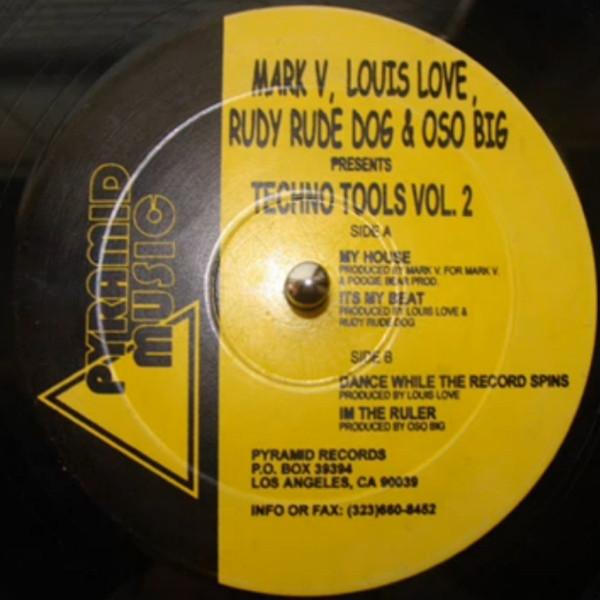 PYRAMID
MUSIC
MARK V, LOUIS LOVE,
RUDY RUDE DOG & OSO BIG
PRESENTS
TECHNO TOOLS VOL. 2
SIDE A
MY HOUSE
PRODUCED BY MARK V. FOR MARK V.
& POOGIE BEAR PROD.
ITS MY BEAT
PRODUCED BY LOUIS LOVE &
RUDY RUDE DOG
SIDE B
DANCE WHILE THE RECORD SPINS
PRODUCED BY LOUIS LOVE
IM THE RULER
PRODUCED BY OSO BIG
PYRAMID RECORDS
P.O. BOX 39394
LOS ANGELES, CA 90039
INFO OR FAX: (323)660-8452